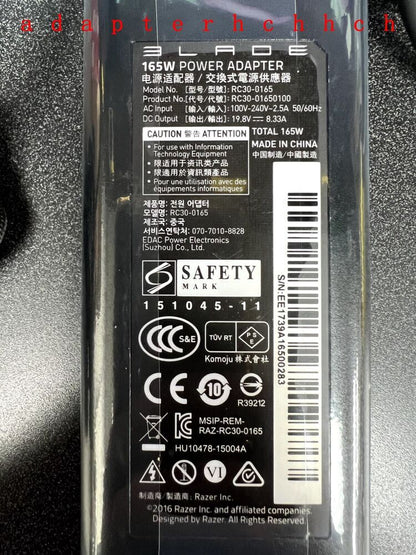 adapterhchhch
BLADE
165W POWER ADAPTER
电源适配器 / 交換式電源供應器
Model No. [型号/型號]: RC30-0165
Product No.[代号/代號]: RC30-01650100
AC Input [输入/輸入]: 100V-240V~2.5A 50/60Hz
DC Output [输出/輸出]: 19.8V⎓ 8.33A
CAUTION 警告 ATTENTION TOTAL 165W
• For use with Information MADE IN CHINA
Technology Equipment 中国制造/中國製造
• 限适用于资讯类产品
• 限適用於資訊類產品
• Pour utilisation avec des
équipements informatiques
제품명: 전원 어댑터
모델명: RC30-0165
제조국: 중국
서비스연락처: 070-7010-8828
EDAC Power Electronics
(Suzhou) Co., Ltd.
S/N:EE1739A16500283
SAFETY
MARK
151045-11
CCC S&E TÜV RT PSE
Komoju 株式會社
CE 10 R39212
MSIP-REM-
RAZ-RC30-0165
HU10478-15004A
VI
制造商/製造商: Razer Inc.
©2016 Razer Inc. and affiliated companies.
Designed by Razer. All rights reserved.